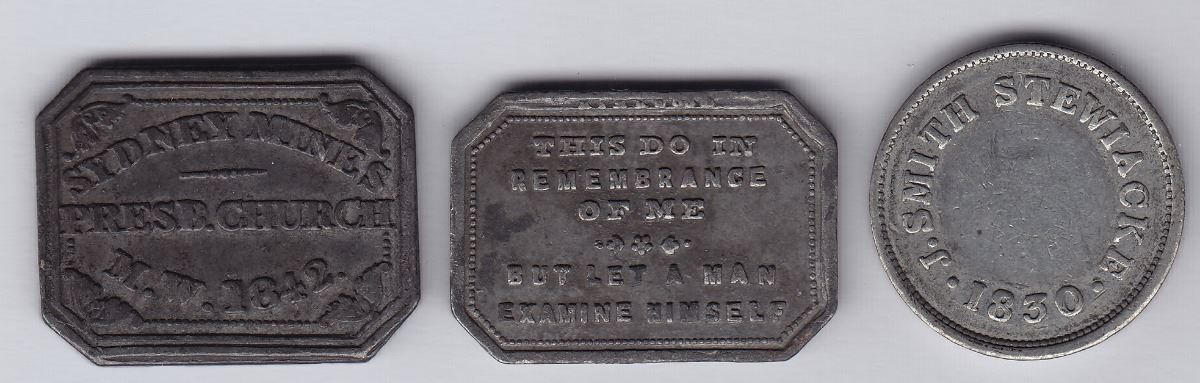 SYDNEY MINES
PRESB. CHURCH
M. W. 1842.
THIS DO IN
REMEMBRANCE
OF ME
BUT LET A MAN
EXAMINE HIMSELF
J. SMITH STEWIACKE
· 1830 ·